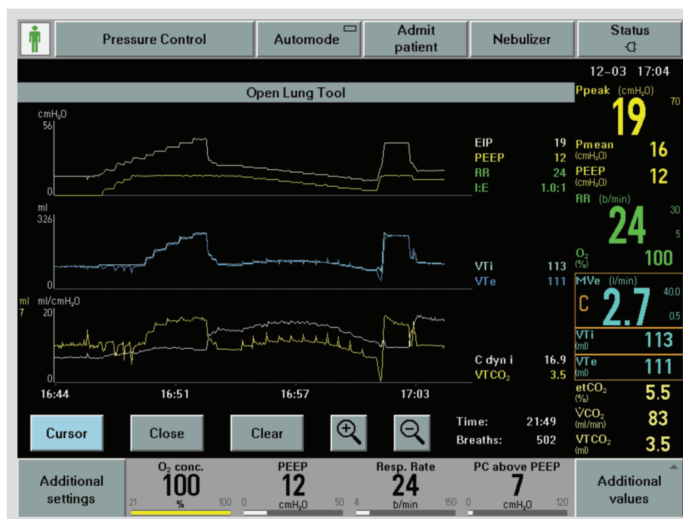 Pressure Control
Automode
Admit
patient
Nebulizer
Status
12-03 17:04
Open Lung Tool
cmH₂O
56
0
EIP 19
PEEP 12
RR 24
I:E 1.0:1
ml
326
0
VTi 113
VTe 111
ml ml/cmH₂O
7 20
0
C dyn i 16.9
VTCO₂ 3.5
16:44 16:51 16:57 17:03
Cursor
Close
Clear
Time: 21:49
Breaths: 502
Ppeak (cmH₂O)
19 70
Pmean
(cmH₂O) 16
PEEP
(cmH₂O) 12
RR (b/min)
24 30
5
O₂
(%) 100
MVe (l/min)
C 2.7 40.0
0.5
VTi
(ml) 113
VTe
(ml) 111
etCO₂
(%) 5.5
V̇CO₂
(ml/min) 83
VTCO₂
(ml) 3.5
Additional
settings
O₂ conc.
100
21 % 100
PEEP
12
0 cmH₂O 50
Resp. Rate
24
4 b/min 150
PC above PEEP
7
0 cmH₂O 120
Additional
values